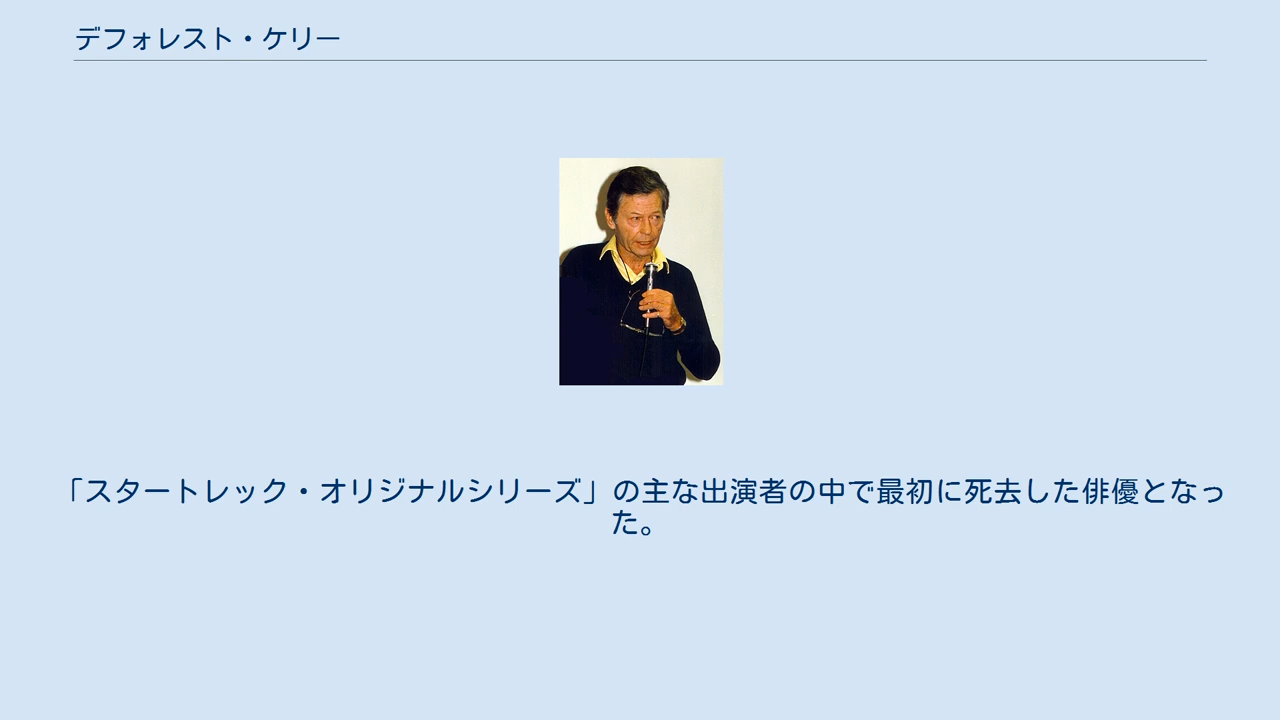 デフォレスト・ケリー
「スタートレック・オリジナルシリーズ」の主な出演者の中で最初に死去した俳優となっ
た。